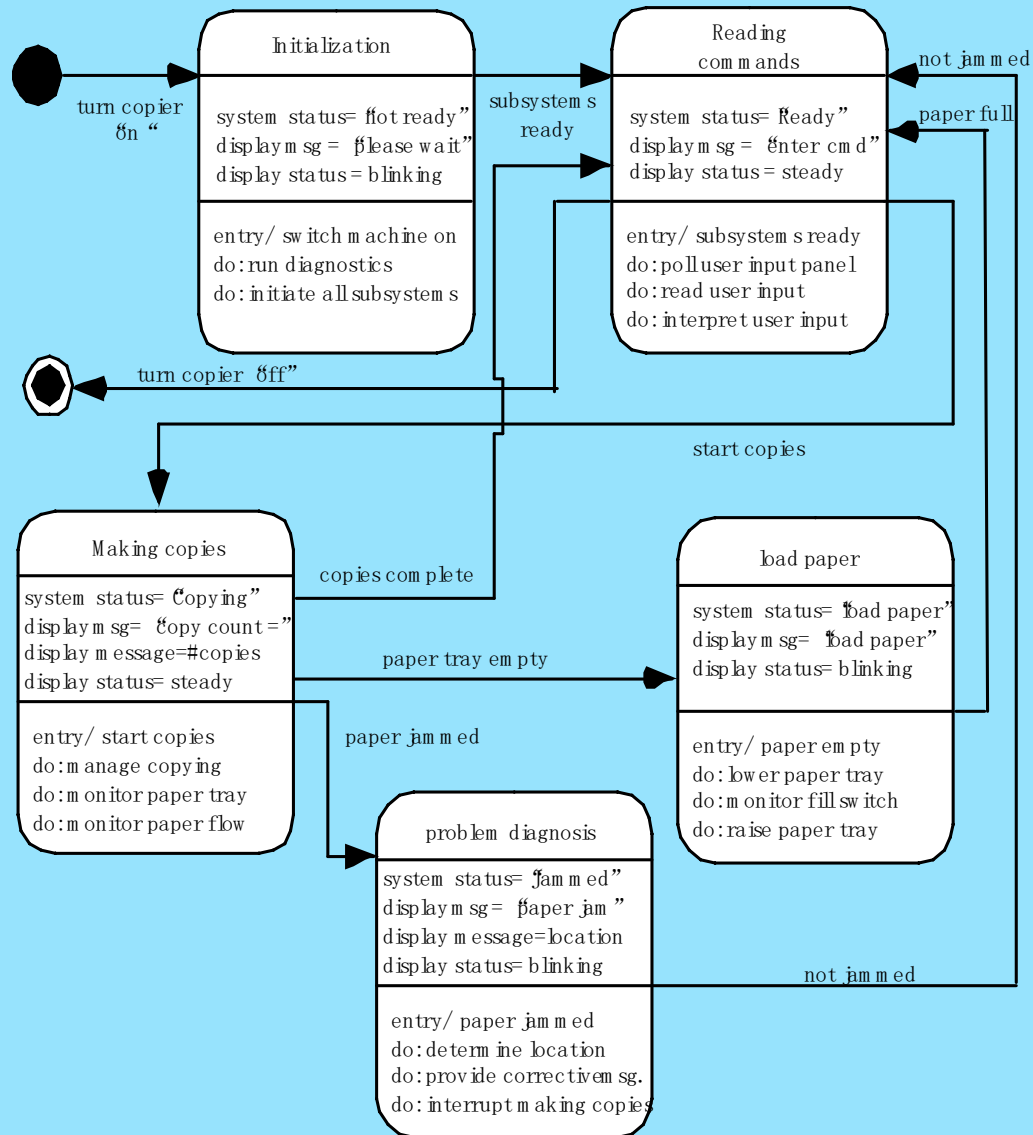 Initialization
system status= “not ready”
display msg = “please wait”
display status = blinking
entry/ switch machine on
do: run diagnostics
do: initiate all subsystems
turn copier
“on “
subsystems
ready
Reading
commands
system status= “Ready”
display msg = “enter cmd”
display status = steady
entry/ subsystems ready
do: poll user input panel
do: read user input
do: interpret user input
not jammed
paper full
turn copier “off”
start copies
Making copies
system status= “Copying”
display msg= “copy count =”
display message=#copies
display status= steady
entry/ start copies
do: manage copying
do: monitor paper tray
do: monitor paper flow
copies complete
paper tray empty
paper jammed
load paper
system status= “load paper”
display msg= “load paper”
display status= blinking
entry/ paper empty
do: lower paper tray
do: monitor fill switch
do: raise paper tray
problem diagnosis
system status= “Jammed”
display msg = “paper jam”
display message=location
display status= blinking
entry/ paper jammed
do: determine location
do: provide corrective msg.
do: interrupt making copies
not jammed